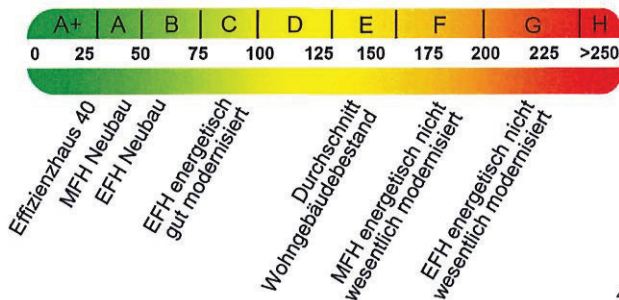 A+ A B C D E F G H
0 25 50 75 100 125 150 175 200 225 >250
Effizienzhaus 40
MFH Neubau
EFH Neubau
EFH energetisch
gut modernisiert
Durchschnitt
Wohngebäudebestand
MFH energetisch nicht
wesentlich modernisiert
EFH energetisch nicht
wesentlich modernisiert